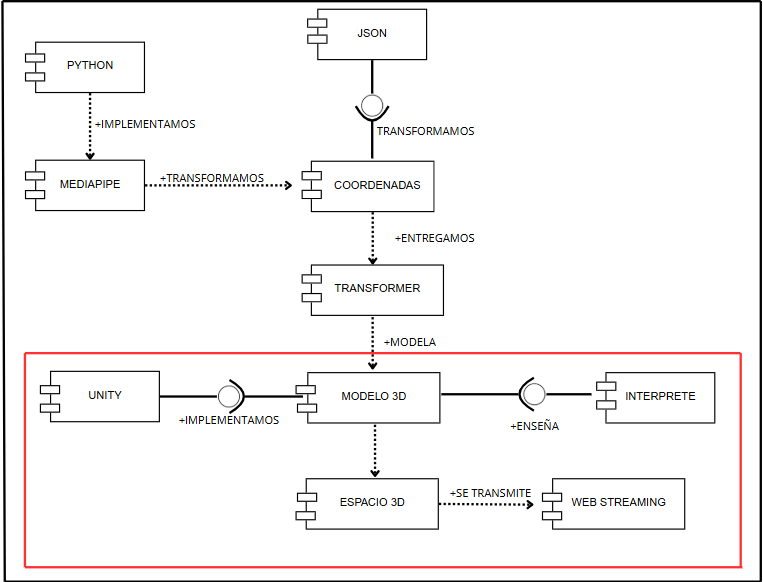 JSON
PYTHON
+IMPLEMENTAMOS
TRANSFORMAMOS
MEDIAPIPE
+TRANSFORMAMOS
COORDENADAS
+ENTREGAMOS
TRANSFORMER
+MODELA
UNITY
MODELO 3D
INTERPRETE
+IMPLEMENTAMOS
+ENSEÑA
ESPACIO 3D
+SE TRANSMITE
WEB STREAMING